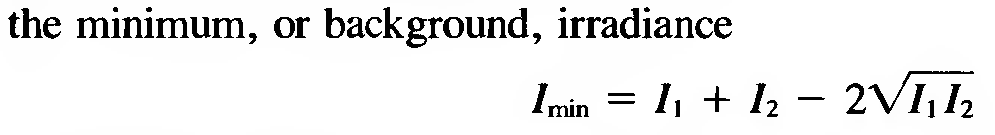 the minimum, or background, irradiance
I_min = I_1 + I_2 − 2√(I_1 I_2)